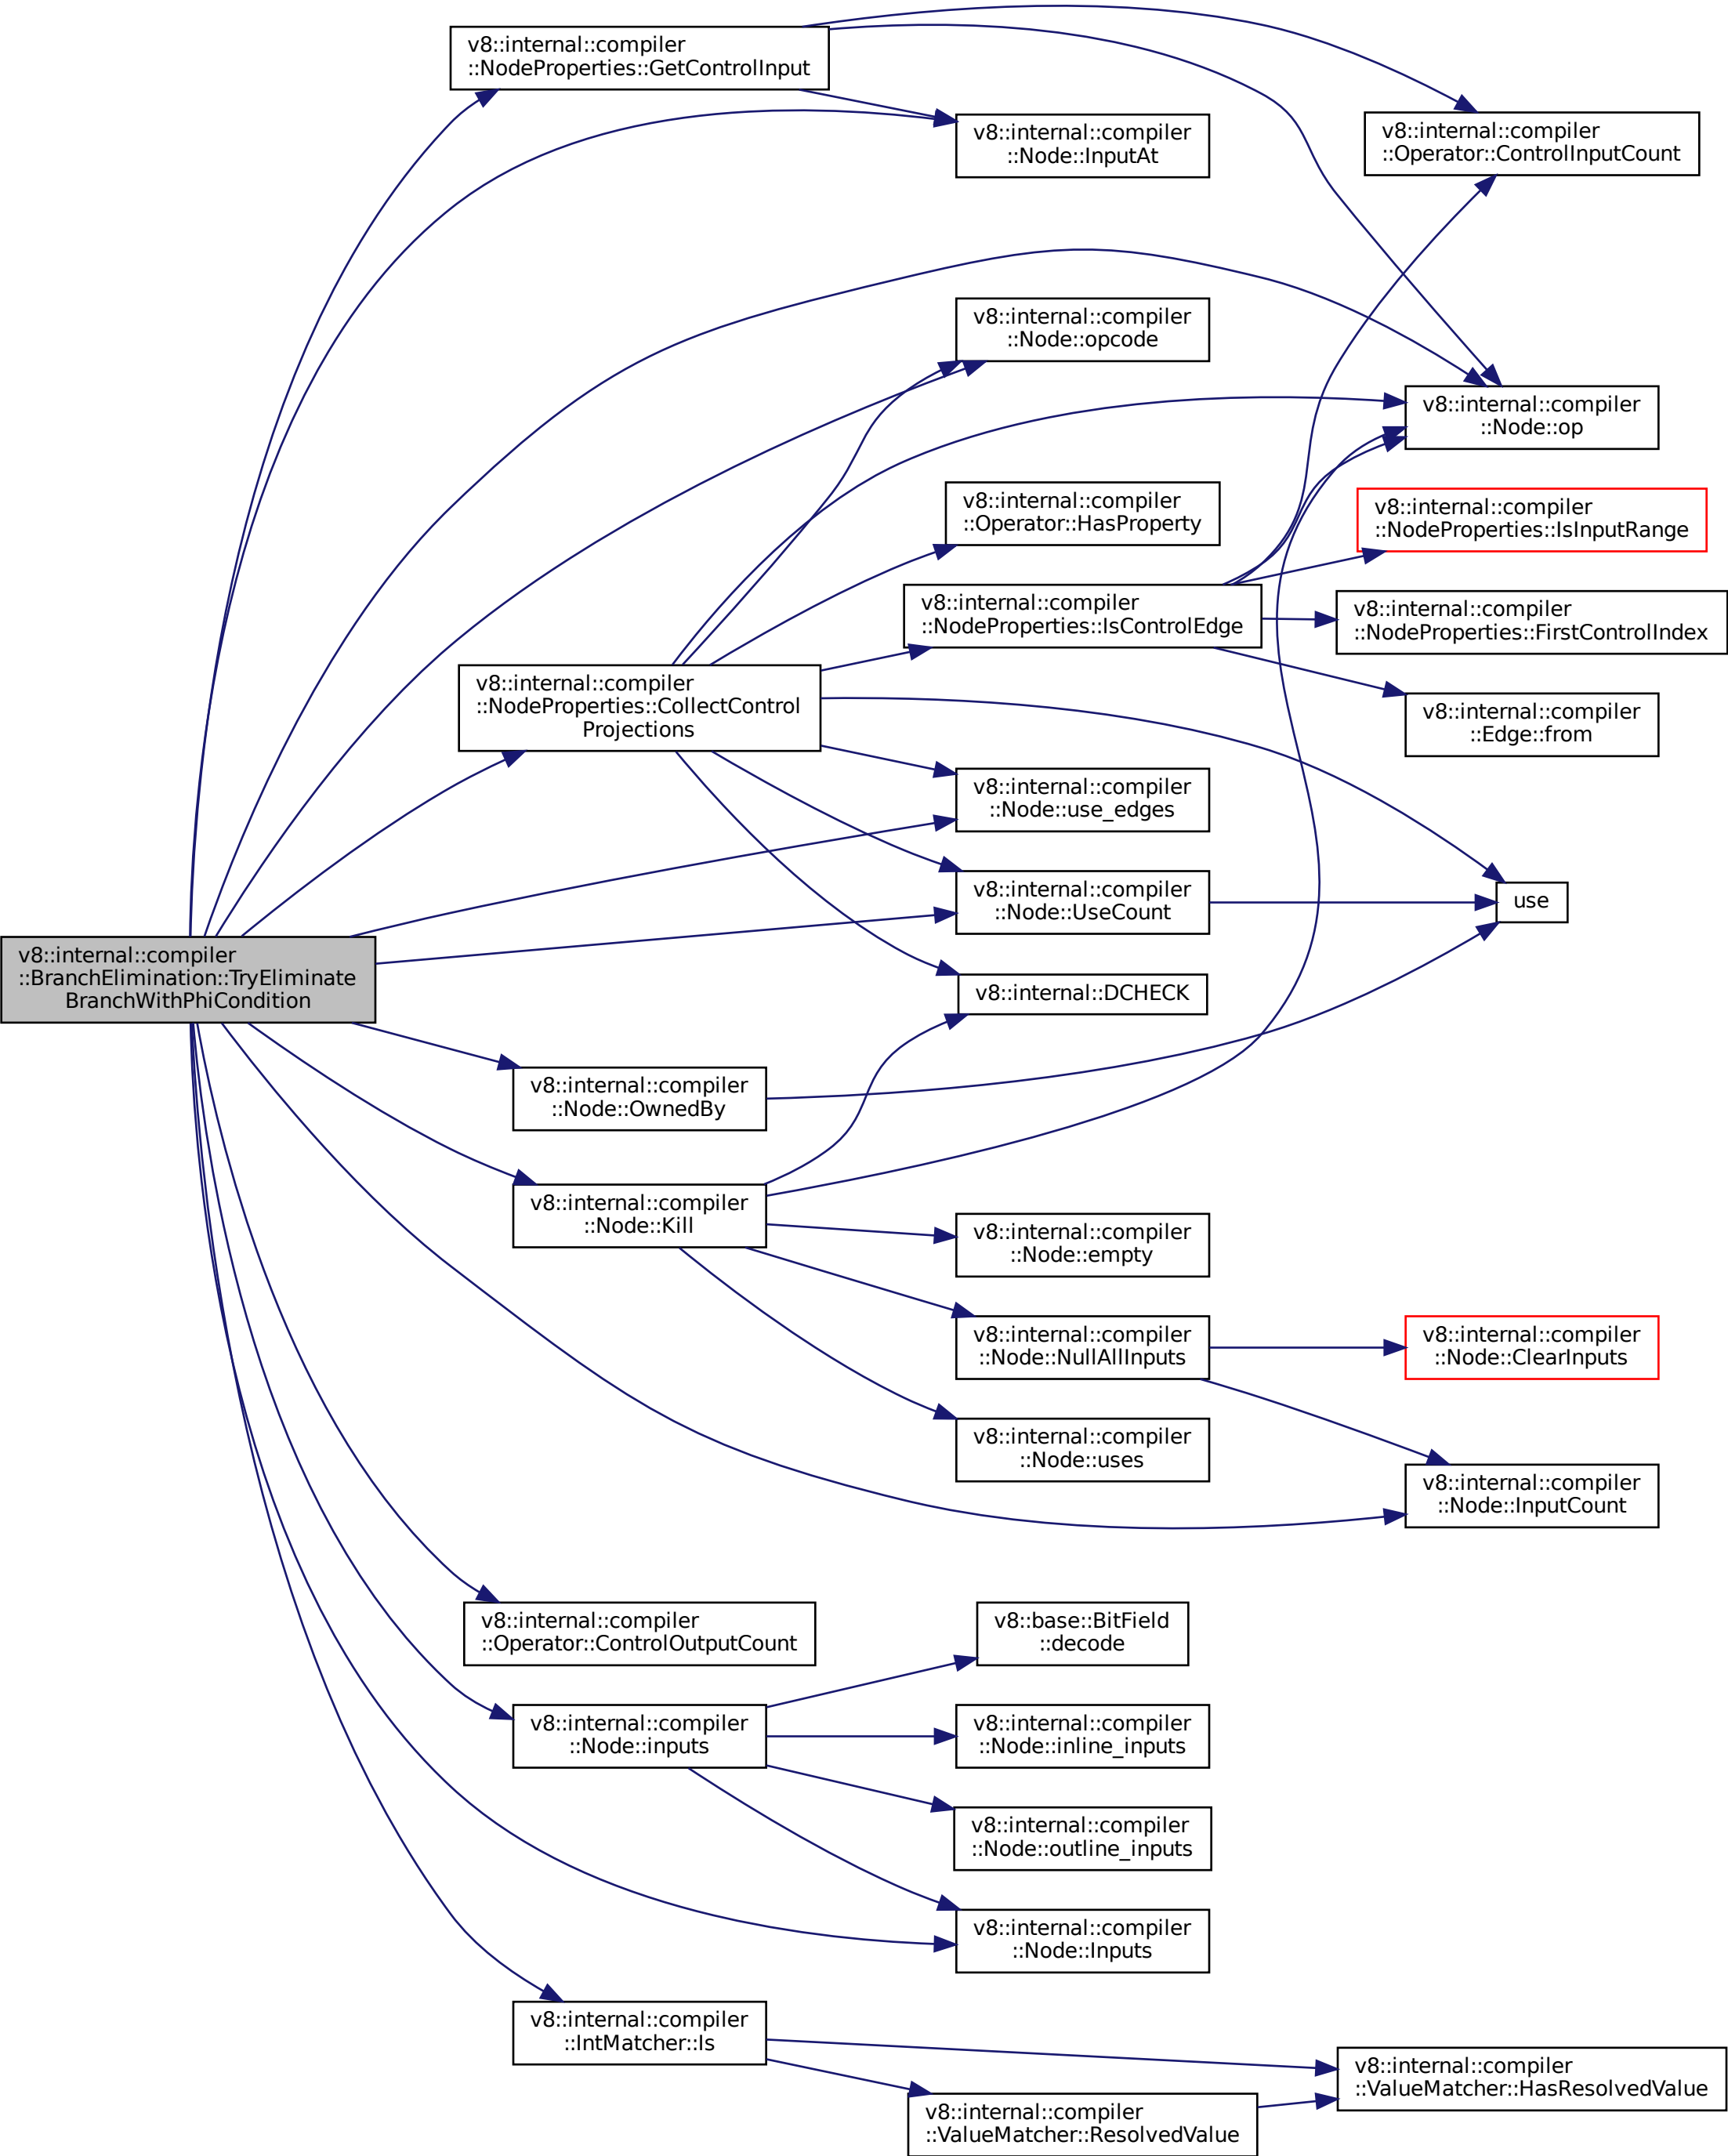 v8::internal::compiler
::NodeProperties::GetControlInput
v8::internal::compiler
::Operator::ControlInputCount
v8::internal::compiler
::Node::InputAt
v8::internal::compiler
::Node::opcode
v8::internal::compiler
::Node::op
v8::internal::compiler
::Operator::HasProperty
v8::internal::compiler
::NodeProperties::IsInputRange
v8::internal::compiler
::NodeProperties::IsControlEdge
v8::internal::compiler
::NodeProperties::FirstControlIndex
v8::internal::compiler
::NodeProperties::CollectControl
Projections
v8::internal::compiler
::Edge::from
v8::internal::compiler
::Node::use_edges
v8::internal::compiler
::Node::UseCount
use
v8::internal::compiler
::BranchElimination::TryEliminate
BranchWithPhiCondition
v8::internal::DCHECK
v8::internal::compiler
::Node::OwnedBy
v8::internal::compiler
::Node::Kill
v8::internal::compiler
::Node::empty
v8::internal::compiler
::Node::NullAllInputs
v8::internal::compiler
::Node::ClearInputs
v8::internal::compiler
::Node::uses
v8::internal::compiler
::Node::InputCount
v8::internal::compiler
::Operator::ControlOutputCount
v8::base::BitField
::decode
v8::internal::compiler
::Node::inputs
v8::internal::compiler
::Node::inline_inputs
v8::internal::compiler
::Node::outline_inputs
v8::internal::compiler
::Node::Inputs
v8::internal::compiler
::IntMatcher::Is
v8::internal::compiler
::ValueMatcher::HasResolvedValue
v8::internal::compiler
::ValueMatcher::ResolvedValue